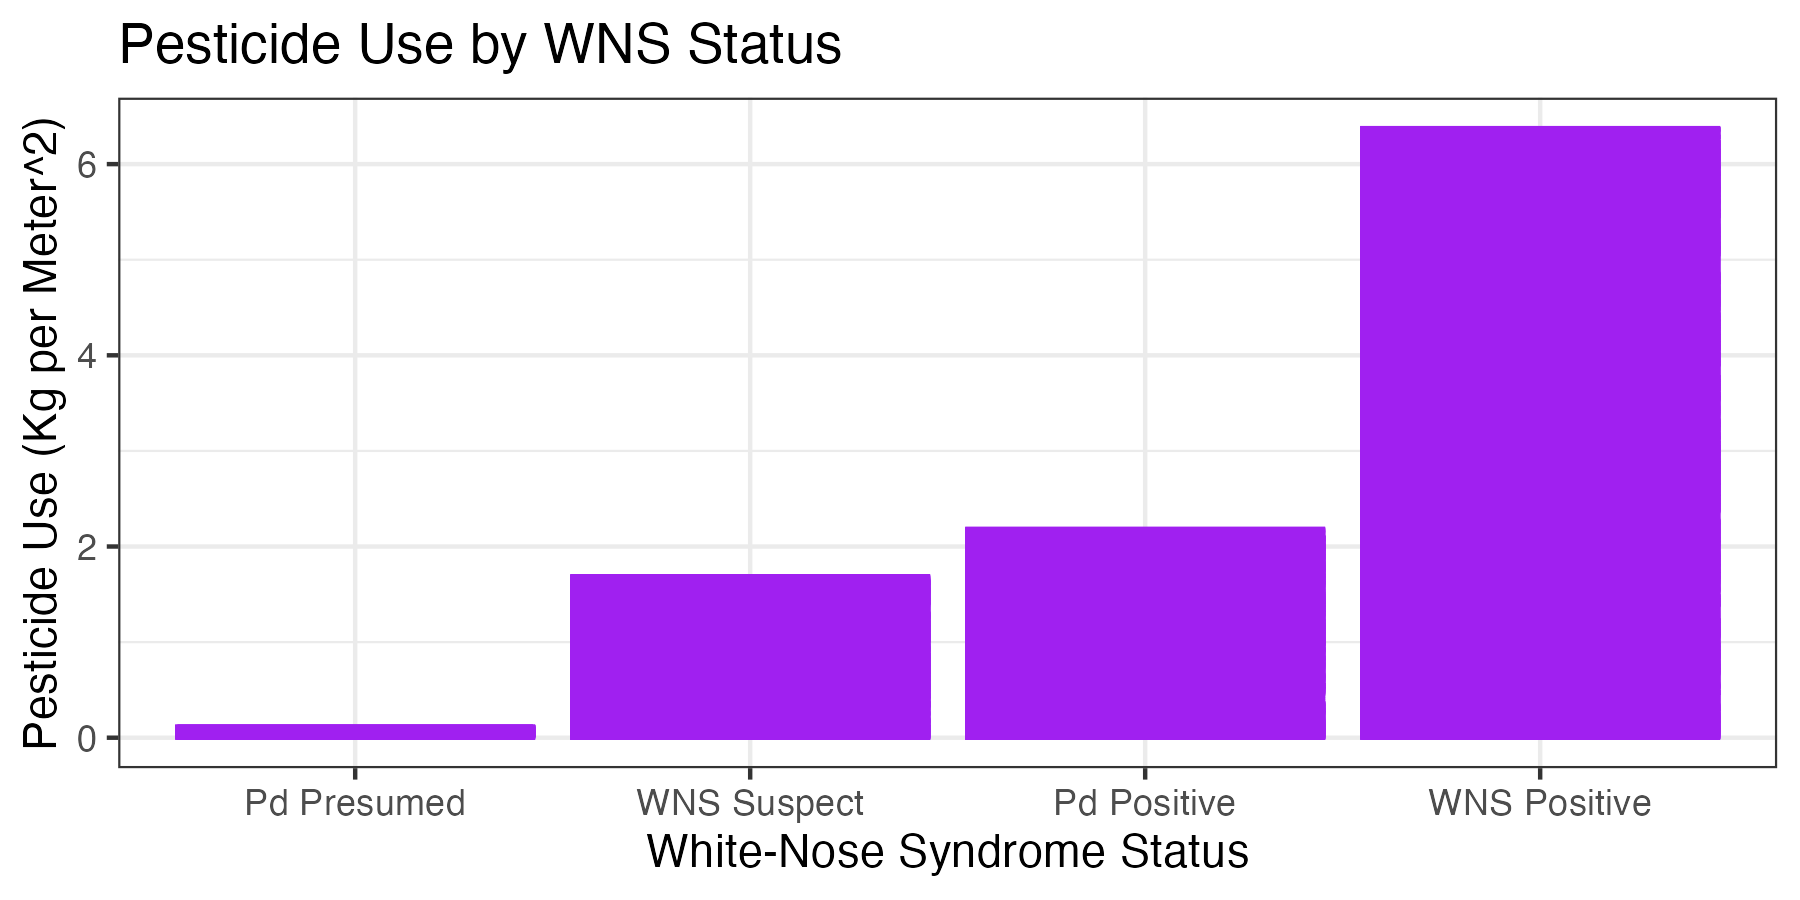 Pesticide Use by WNS Status
Pesticide Use (Kg per Meter^2)
6
4
2
0
Pd Presumed
WNS Suspect
Pd Positive
WNS Positive
White-Nose Syndrome Status